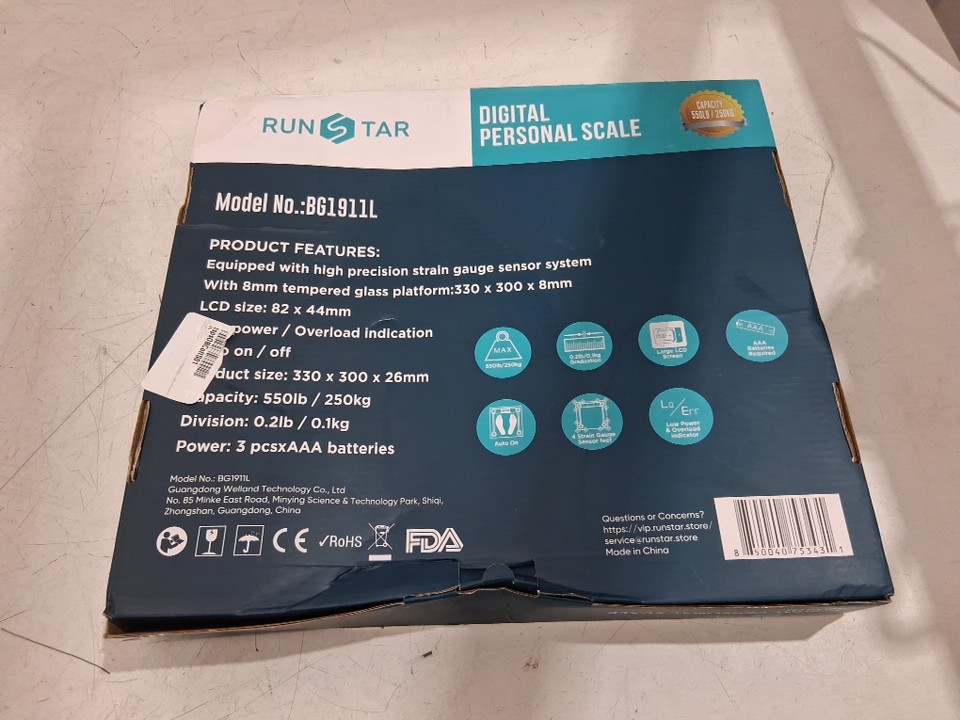 RUN STAR
DIGITAL
PERSONAL SCALE
CAPACITY
550LB / 250KG
Model No.:BG1911L
PRODUCT FEATURES:
Equipped with high precision strain gauge sensor system
With 8mm tempered glass platform:330 x 300 x 8mm
LCD size: 82 x 44mm
power / Overload indication
on / off
size: 330 x 300 x 26mm
550lb / 250kg
Division: 0.2lb / 0.1kg
Power: 3 pcsxAAA batteries
MAX
550lb/250kg
0.2lb/0.1kg
Graduation
Large LCD
Screen
AAA
AAA
Batteries
Required
Auto On
4 Strain Gauge
Sensor feet
Lo/Err
Low Power
& Overload
Indicator
Model No.: BG1911L
Guangdong Welland Technology Co., Ltd
No. 85 Minke East Road, Minying Science & Technology Park, Shiqi,
Zhongshan, Guangdong, China
CE ✓RoHS FDA
Questions or Concerns?
https://vip.runstar.store/
service@runstar.store
Made in China
8 50040 75343 1